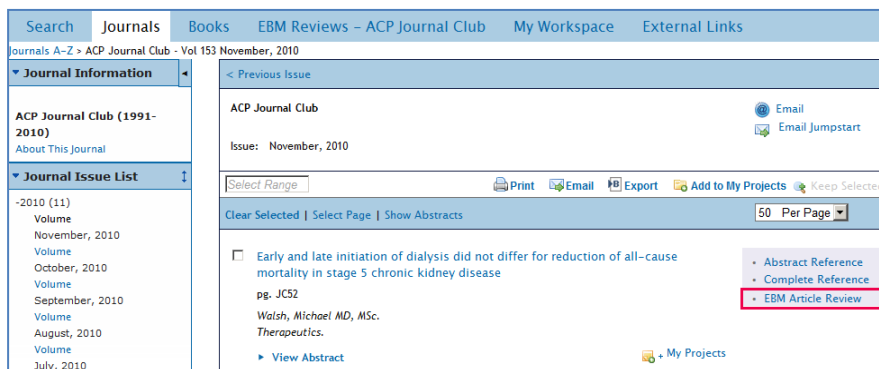 Search Journals Books EBM Reviews – ACP Journal Club My Workspace External Links
Journals A–Z > ACP Journal Club - Vol 153 November, 2010
Journal Information
ACP Journal Club (1991-
2010)
About This Journal
Journal Issue List
-2010 (11)
Volume
November, 2010
Volume
October, 2010
Volume
September, 2010
Volume
August, 2010
Volume
July, 2010
< Previous Issue
ACP Journal Club
Email
Email Jumpstart
Issue: November, 2010
Select Range Print Email Export Add to My Projects Keep Selected
Clear Selected | Select Page | Show Abstracts 50 Per Page
Early and late initiation of dialysis did not differ for reduction of all-cause
mortality in stage 5 chronic kidney disease
pg. JC52
Walsh, Michael MD, MSc.
Therapeutics.
View Abstract
+ My Projects
• Abstract Reference
• Complete Reference
• EBM Article Review